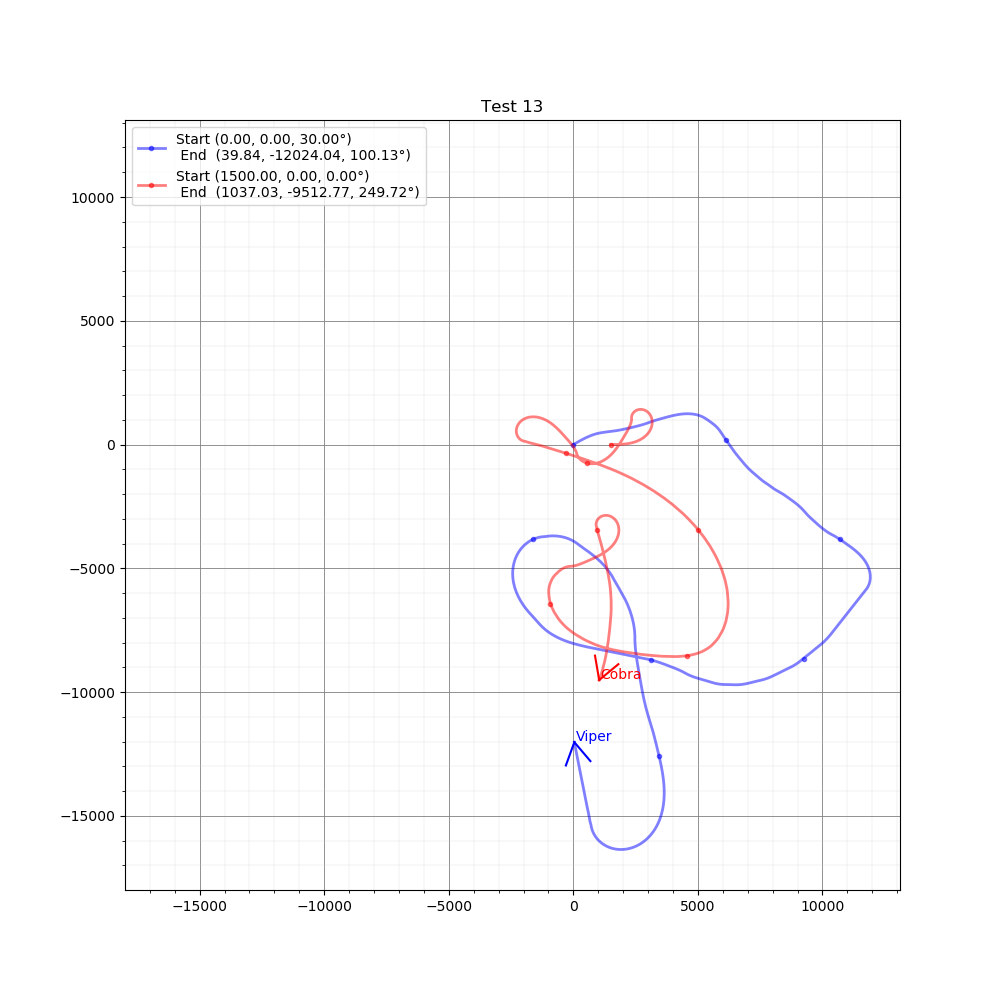 Test 13
Start (0.00, 0.00, 30.00°)
End (39.84, -12024.04, 100.13°)
Start (1500.00, 0.00, 0.00°)
End (1037.03, -9512.77, 249.72°)
10000
5000
0
−5000
−10000
−15000
Cobra
Viper
−15000
−10000
−5000
0
5000
10000